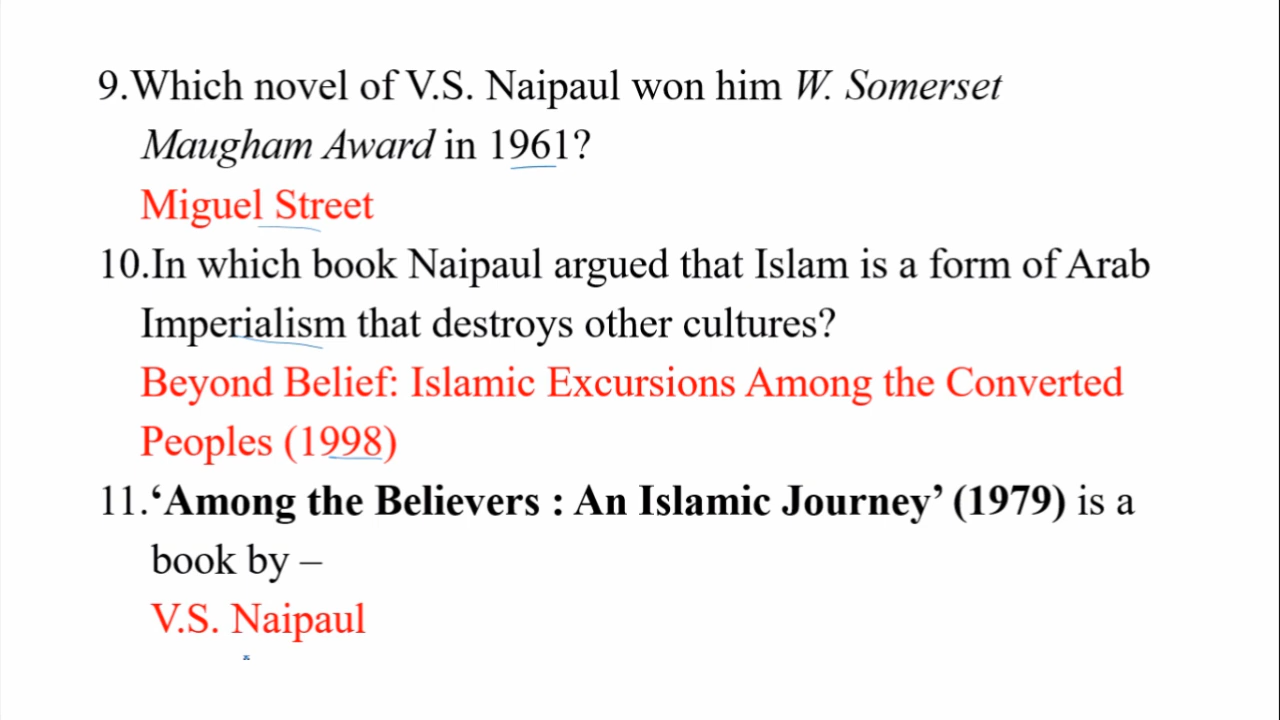 9.Which novel of V.S. Naipaul won him W. Somerset
Maugham Award in 1961?
Miguel Street
10.In which book Naipaul argued that Islam is a form of Arab
Imperialism that destroys other cultures?
Beyond Belief: Islamic Excursions Among the Converted
Peoples (1998)
11.‘Among the Believers : An Islamic Journey’ (1979) is a
book by –
V.S. Naipaul